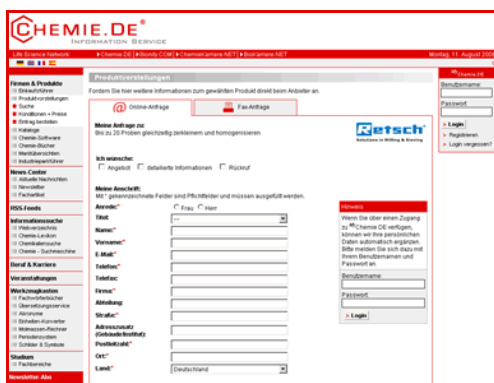 CHEMIE.DE®
INFORMATION SERVICE
Life Science Network
Chemie.DE
Bionity.COM
ChemieKarriere.NET
BioKarriere.NET
Montag, 11. August 2008
Firmen & Produkte
Einkaufsführer
Produktvorstellungen
Suche
Konditionen + Preise
Eintrag bestellen
Kataloge
Chemie-Software
Chemie-Bücher
Marktübersichten
Industrieparkführer
News-Center
Aktuelle Nachrichten
Newsletter
Fachartikel
RSS-Feeds
Informationssuche
Webverzeichnis
Chemie-Lexikon
Chemikaliensuche
Chemie - Suchmaschine
Beruf & Karriere
Veranstaltungen
Werkzeugkasten
Fachwörterbücher
Übersetzungsservice
Akronyme
Einheiten-Konverter
Molmassen-Rechner
Periodensystem
Schilder & Symbole
Studium
Fachbereiche
Newsletter-Abo
Produktvorstellungen
Fordern Sie hier weitere Informationen zum gewählten Produkt direkt beim Anbieter an.
@ Online-Anfrage
Fax-Anfrage
Meine Anfrage zu:
Bis zu 20 Proben gleichzeitig zerkleinern und homogenisieren
Retsch®
Solutions in Milling & Sieving
Ich wünsche:
Angebot
detailierte Informationen
Rückruf
Meine Anschrift:
Mit * gekennzeichnete Felder sind Pflichtfelder und müssen ausgefüllt werden.
Anrede:*
Frau
Herr
Titel:
---
Name:*
Vorname:*
E-Mail:*
Telefon:*
Telefax:
Firma:*
Abteilung:
Straße:*
Adresszusatz
(Gebäude/Institut):
Postleitzahl:*
Ort:*
Land:*
Deutschland
Hinweis
Wenn Sie über einen Zugang
zu my Chemie.DE verfügen,
können wir Ihre persönlichen
Daten automatisch ergänzen.
Bitte melden Sie sich dazu mit
Ihrem Benutzernamen und
Passwort an.
Benutzername:
Passwort
> Login
my Chemie.DE
Benutzername:
Passwort
> Login
> Registrieren
> Login vergessen?